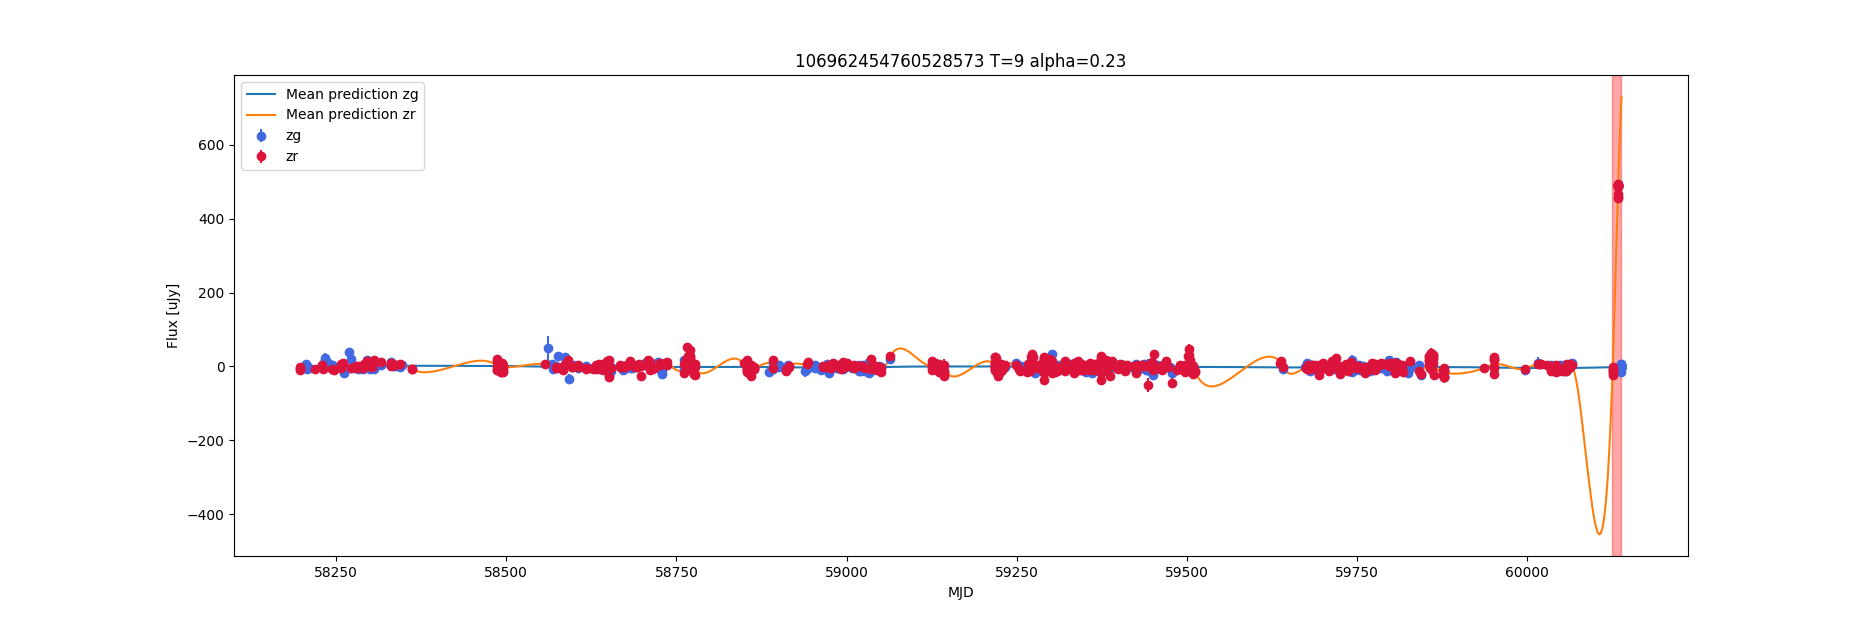 106962454760528573 T=9 alpha=0.23
Mean prediction zg
Mean prediction zr
zg
zr
Flux [uJy]
600
400
200
0
−200
−400
58250 58500 58750 59000 59250 59500 59750 60000
MJD